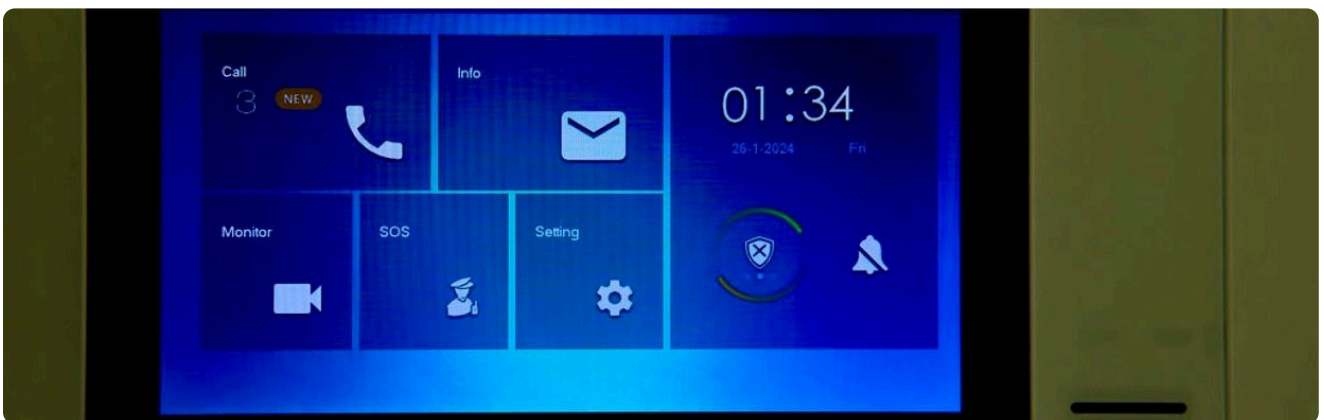 Call
3 NEW
Info
01:34
26-1-2024 Fri
Monitor
SOS
Setting